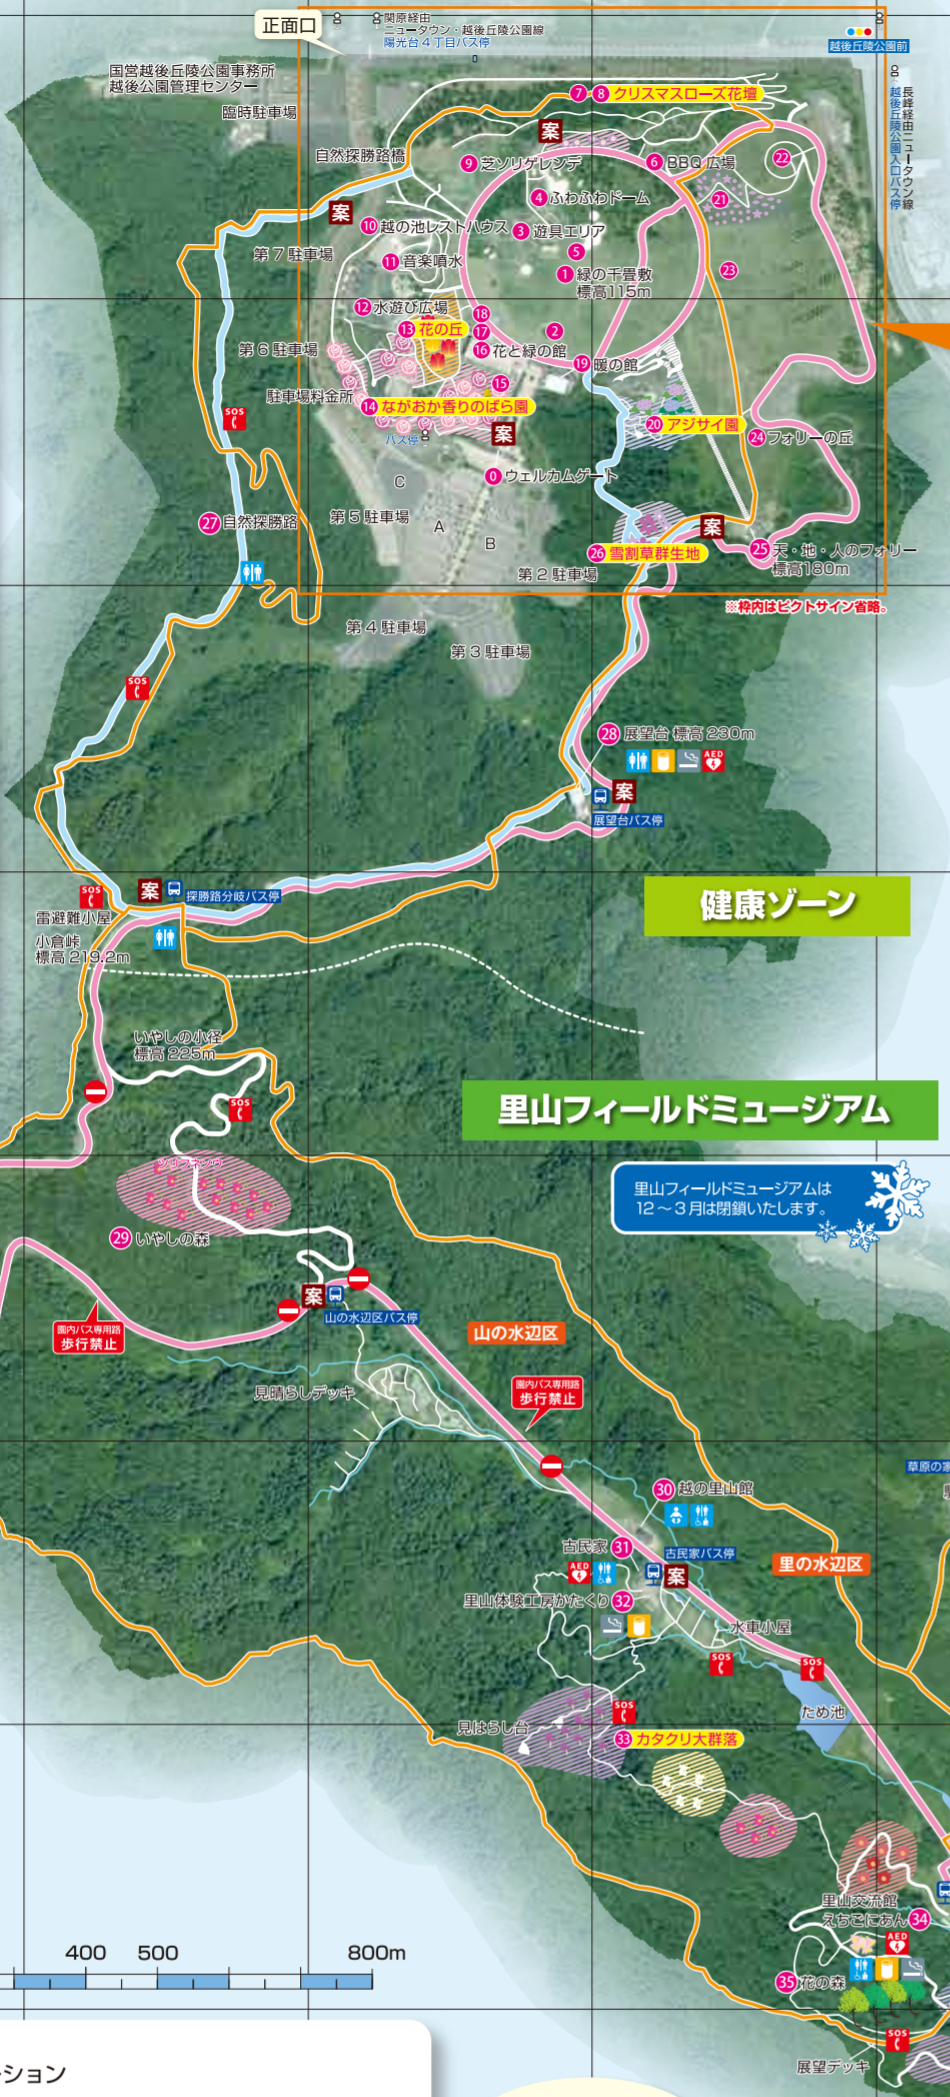 正面口
関原経由
ニュータウン・越後丘陵公園線
陽光台4丁目バス停
越後丘陵公園前
長峰経由ニュータウン線
越後丘陵公園入口バス停
国営越後丘陵公園事務所
越後公園管理センター
臨時駐車場
7 8 クリスマスローズ花壇
案
自然探勝路橋
9 芝ソリゲレンデ
6 BBQ広場
22
4 ふわふわドーム
21
案
10 越の池レストハウス
3 遊具エリア
第7駐車場
11 音楽噴水
5
1 緑の千畳敷
標高115m
23
12 水遊び広場
18
13 花の丘
17
2
第6駐車場
16 花と緑の館
19 暖の館
15
駐車場料金所
14 ながおか香りのばら園
20 アジサイ園
SOS
バス停
案
24 フォリーの丘
0 ウェルカムゲート
C
27 自然探勝路
第5駐車場
A
B
案
26 雪割草群生地
25 天・地・人のフォリー
標高180m
第2駐車場
※枠内はピクトサイン省略。
第4駐車場
第3駐車場
SOS
28 展望台 標高230m
AED
案
展望台バス停
SOS
案
探勝路分岐バス停
雷避難小屋
小倉峠
標高219.2m
健康ゾーン
いやしの小径
標高225m
SOS
里山フィールドミュージアム
ツリフネソウ
里山フィールドミュージアムは
12~3月は閉鎖いたします。
29 いやしの森
案
山の水辺区バス停
園内バス専用路
歩行禁止
山の水辺区
見晴らしデッキ
園内バス専用路
歩行禁止
草原の家
30 越の里山館
古民家 31
古民家バス停
AED
案
里の水辺区
里山体験工房かたくり 32
水車小屋
SOS
SOS
ため池
SOS
見はらし台
33 カタクリ大群落
里山交流館
えちごにあん 34
AED
400
500
800m
35 花の森
SOS
展望デッキ
ション